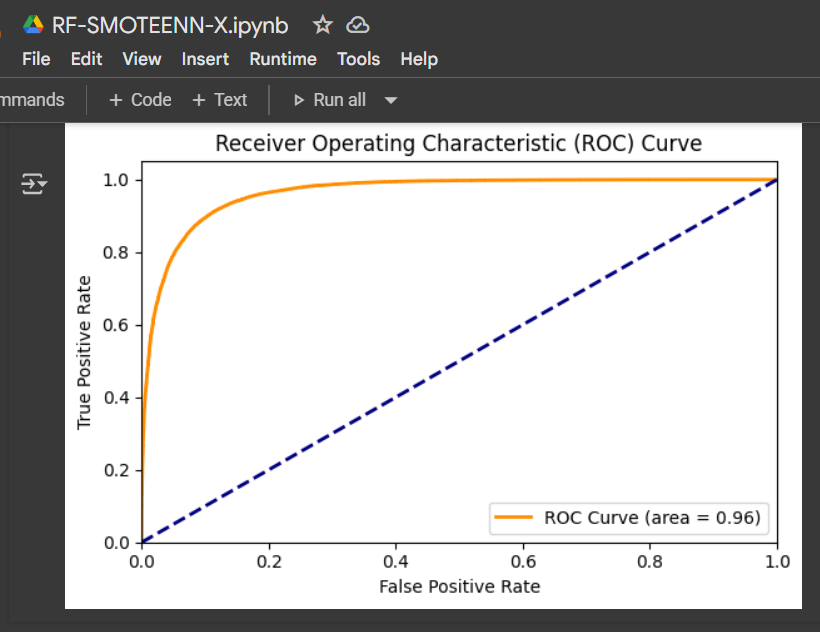 RF-SMOTEENN-X.ipynb
File Edit View Insert Runtime Tools Help
mmands + Code + Text Run all
Receiver Operating Characteristic (ROC) Curve
1.0
0.8
0.6
0.4
0.2
0.0
True Positive Rate
ROC Curve (area = 0.96)
0.0 0.2 0.4 0.6 0.8 1.0
False Positive Rate